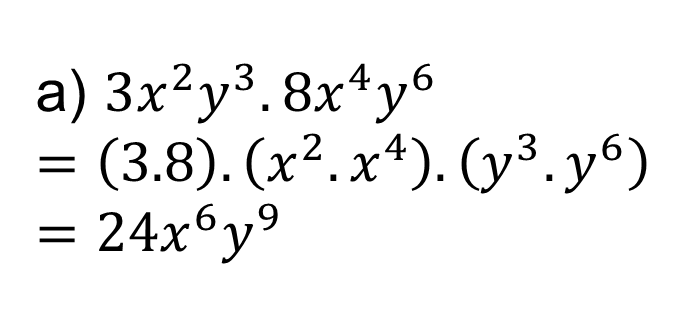 a) 3x²y³.8x⁴y⁶
= (3.8).(x².x⁴).(y³.y⁶)
= 24x⁶y⁹